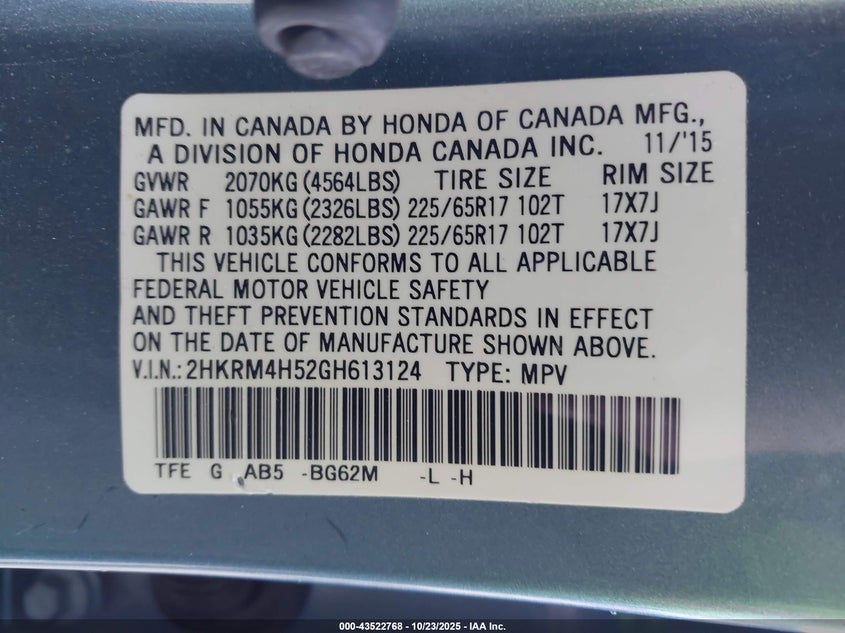 MFD. IN CANADA BY HONDA OF CANADA MFG.,
A DIVISION OF HONDA CANADA INC. 11/'15
GVWR 2070KG (4564LBS) TIRE SIZE RIM SIZE
GAWR F 1055KG (2326LBS) 225/65R17 102T 17X7J
GAWR R 1035KG (2282LBS) 225/65R17 102T 17X7J
THIS VEHICLE CONFORMS TO ALL APPLICABLE
FEDERAL MOTOR VEHICLE SAFETY
AND THEFT PREVENTION STANDARDS IN EFFECT
ON THE DATE OF MANUFACTURE SHOWN ABOVE.
V.I.N.: 2HKRM4H52GH613124 TYPE: MPV
TFE G AB5 -BG62M -L -H
000-43522768 - 10/23/2025 - IAA Inc.